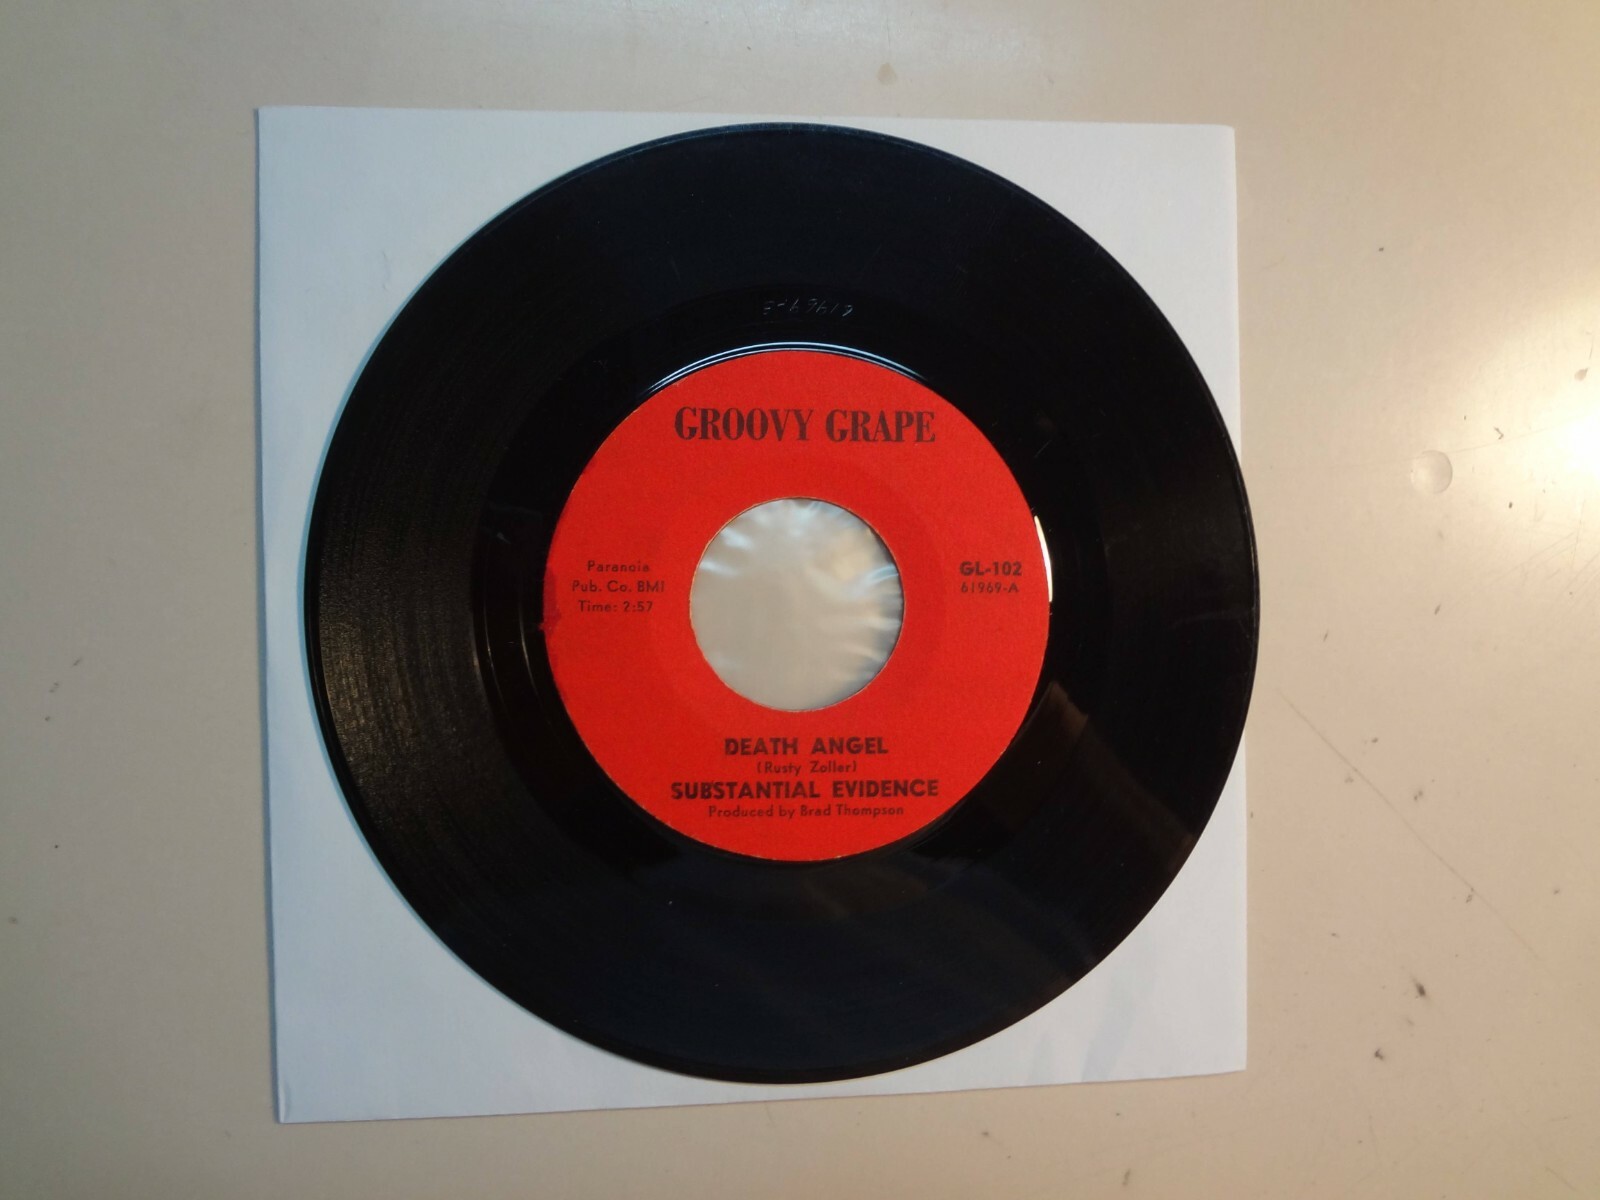 GROOVY GRAPE
Paranoia
Pub. Co. BMI
Time: 2:57
GL-102
61969-A
DEATH ANGEL
(Rusty Zoller)
SUBSTANTIAL EVIDENCE
Produced by Brad Thompson